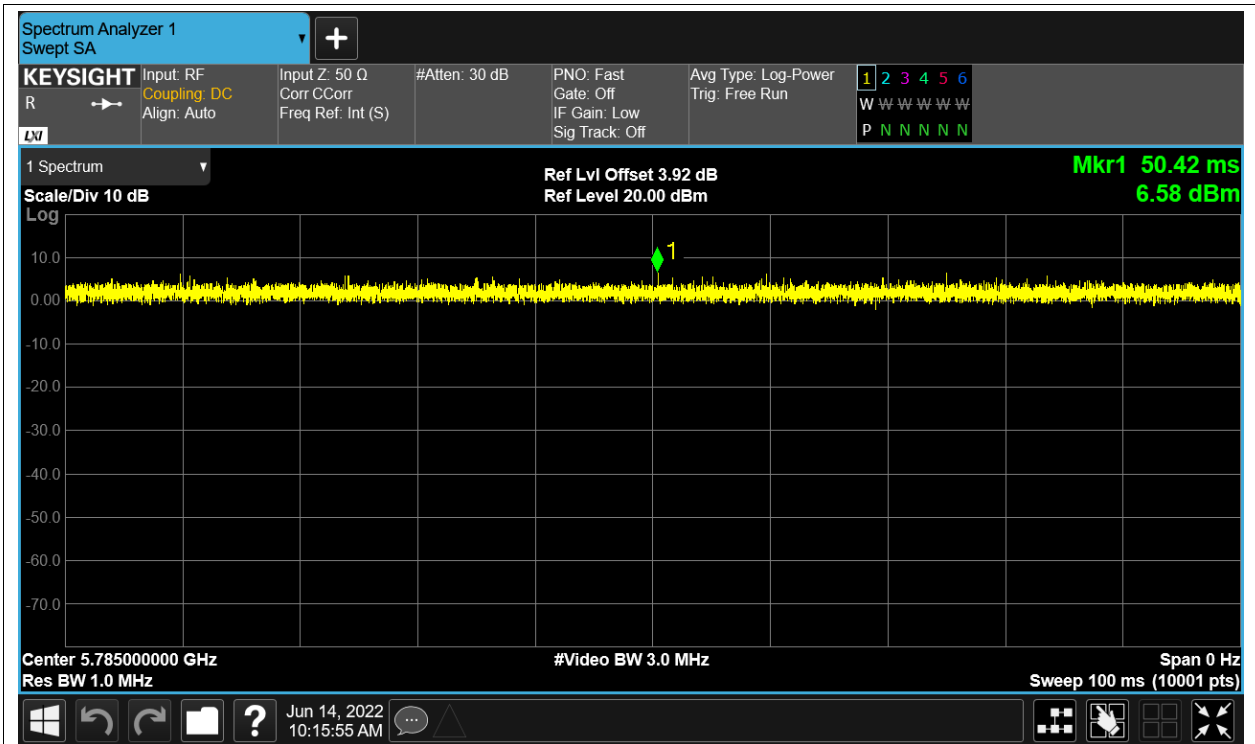 Spectrum Analyzer 1
Swept SA
+
KEYSIGHT
R
LXI
Input: RF
Coupling: DC
Align: Auto
Input Z: 50 Ω
Corr CCorr
Freq Ref: Int (S)
#Atten: 30 dB
PNO: Fast
Gate: Off
IF Gain: Low
Sig Track: Off
Avg Type: Log-Power
Trig: Free Run
1 2 3 4 5 6
W W W W W W
P N N N N N
1 Spectrum
Scale/Div 10 dB
Log
Ref Lvl Offset 3.92 dB
Ref Level 20.00 dBm
Mkr1 50.42 ms
6.58 dBm
1
10.0
0.00
-10.0
-20.0
-30.0
-40.0
-50.0
-60.0
-70.0
Center 5.785000000 GHz
Res BW 1.0 MHz
#Video BW 3.0 MHz
Span 0 Hz
Sweep 100 ms (10001 pts)
?
Jun 14, 2022
10:15:55 AM